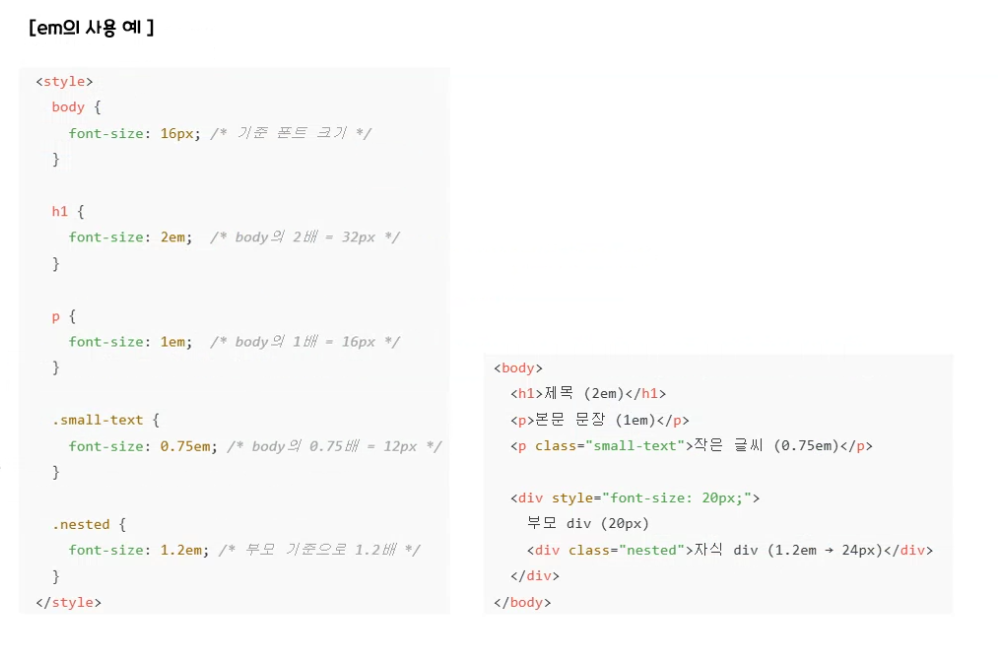 [em의 사용 예 ]
<style>
body {
font-size: 16px; /* 기준 폰트 크기 */
}
h1 {
font-size: 2em;  /* body의 2배 = 32px */
}
p {
font-size: 1em;  /* body의 1배 = 16px */
}
.small-text {
font-size: 0.75em; /* body의 0.75배 = 12px */
}
.nested {
font-size: 1.2em; /* 부모 기준으로 1.2배 */
}
</style>
<body>
<h1>제목 (2em)</h1>
<p>본문 문장 (1em)</p>
<p class="small-text">작은 글씨 (0.75em)</p>
<div style="font-size: 20px;">
부모 div (20px)
<div class="nested">자식 div (1.2em → 24px)</div>
</div>
</body>